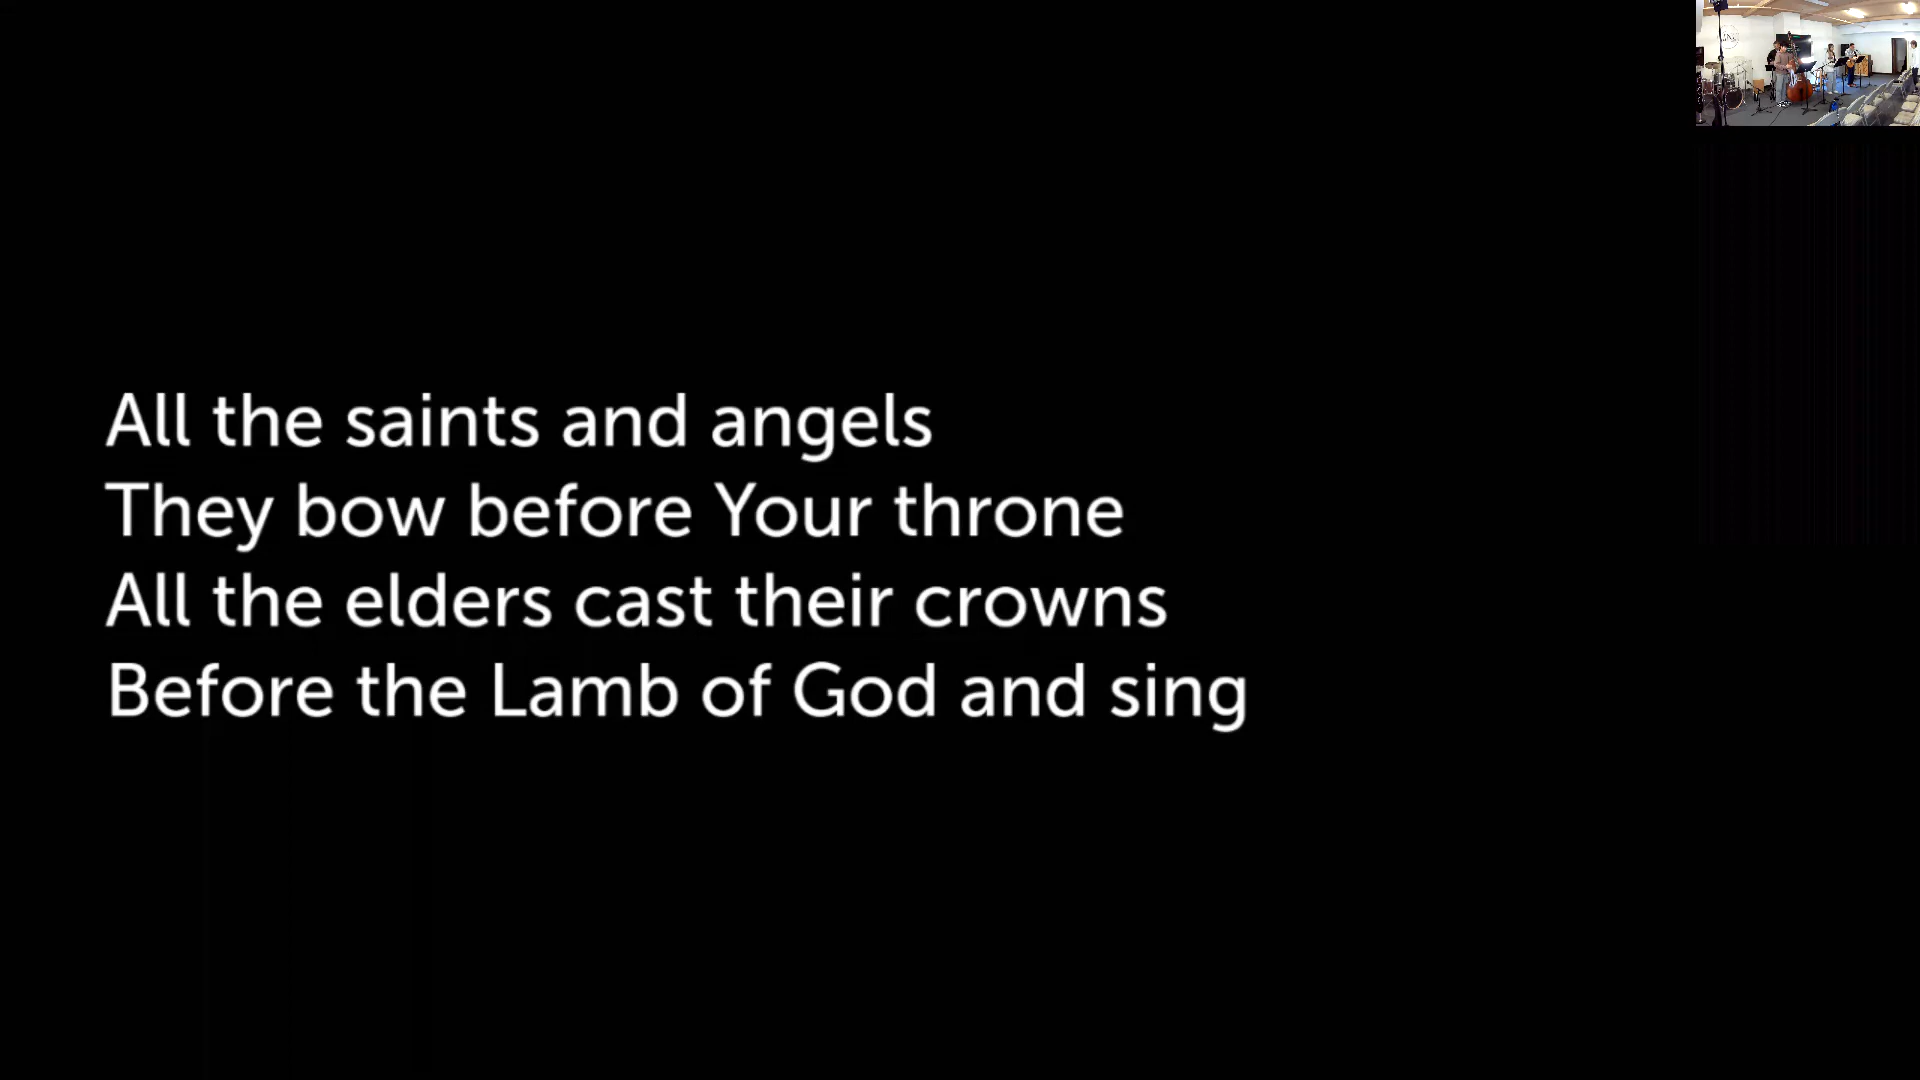 All the saints and angels
They bow before Your throne
All the elders cast their crowns
Before the Lamb of God and sing